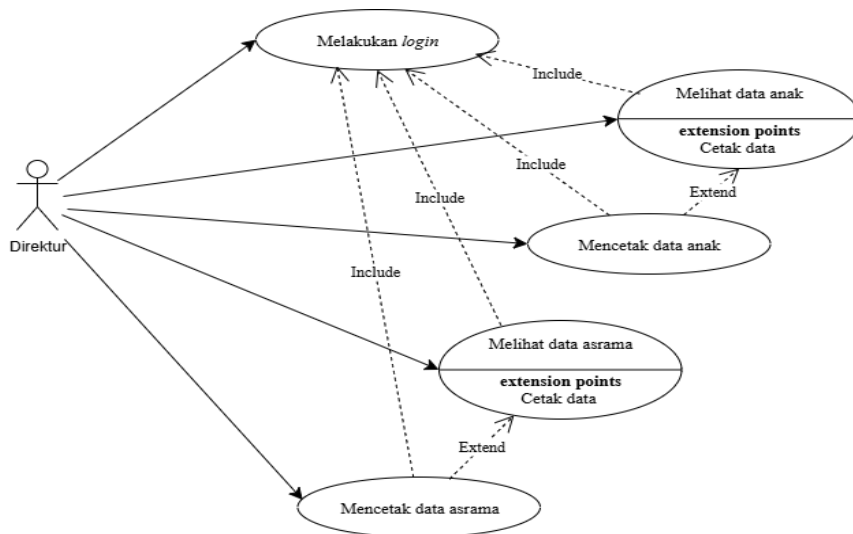 Melakukan login
Include
Melihat data anak
extension points
Cetak data
Include
Extend
Include
Direktur
Mencetak data anak
Include
Melihat data asrama
extension points
Cetak data
Extend
Mencetak data asrama